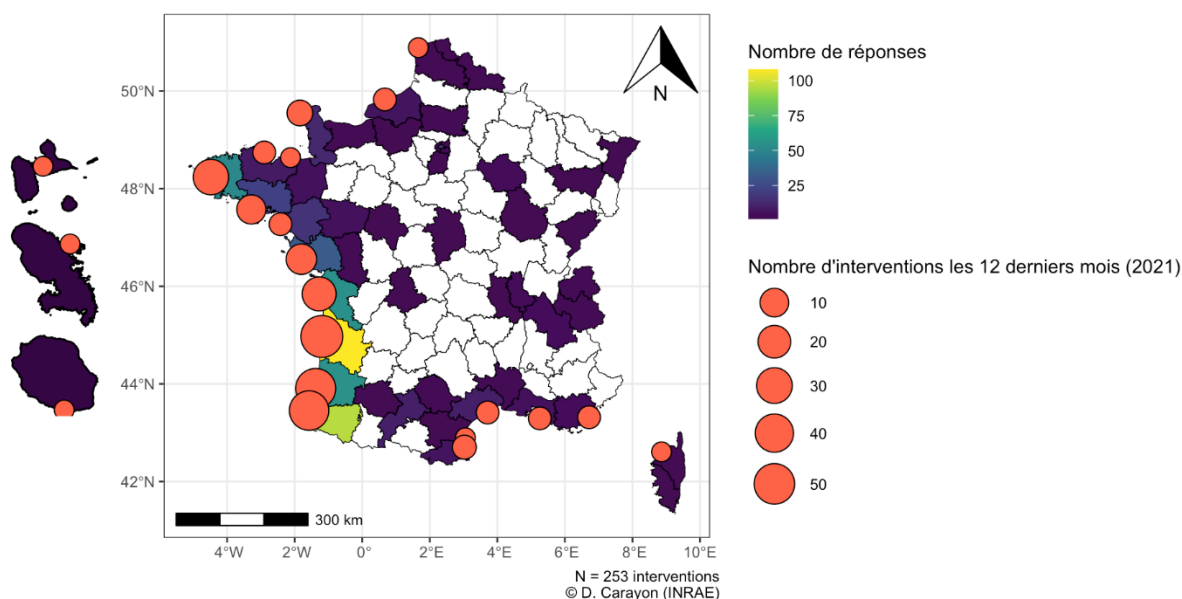 N
50°N
48°N
46°N
44°N
42°N
300 km
4°W
2°W
0°
2°E
4°E
6°E
8°E
10°E
N = 253 interventions
© D. Carayon (INRAE)
Nombre de réponses
100
75
50
25
Nombre d'interventions les 12 derniers mois (2021)
10
20
30
40
50